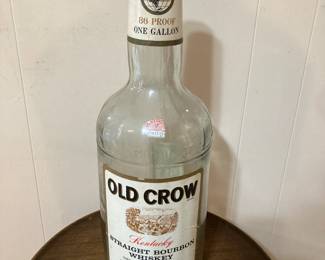 86 PROOF
ONE GALLON
OLD CROW
Kentucky
STRAIGHT BOURBON
WHISKEY